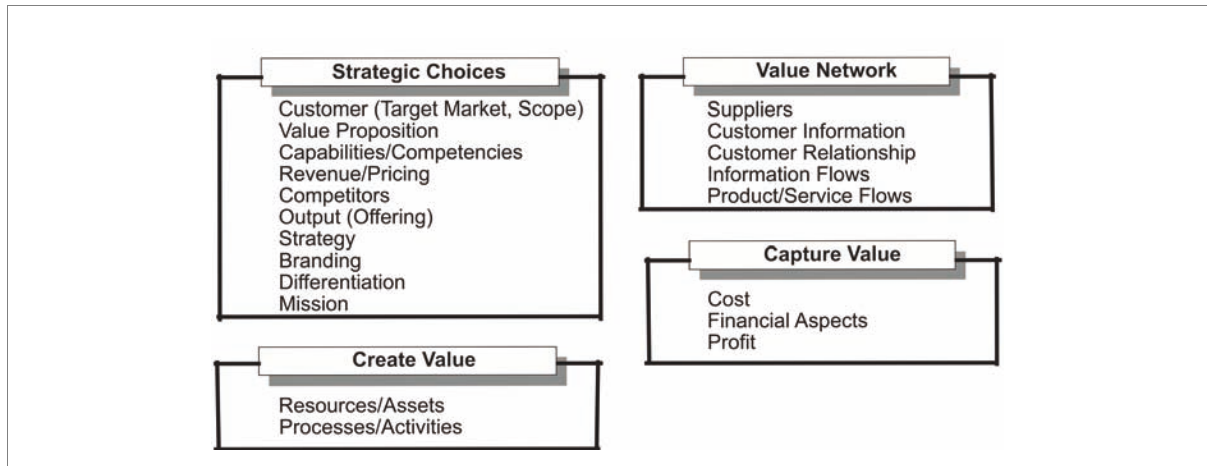 Strategic Choices
Customer (Target Market, Scope)
Value Proposition
Capabilities/Competencies
Revenue/Pricing
Competitors
Output (Offering)
Strategy
Branding
Differentiation
Mission
Create Value
Resources/Assets
Processes/Activities
Value Network
Suppliers
Customer Information
Customer Relationship
Information Flows
Product/Service Flows
Capture Value
Cost
Financial Aspects
Profit